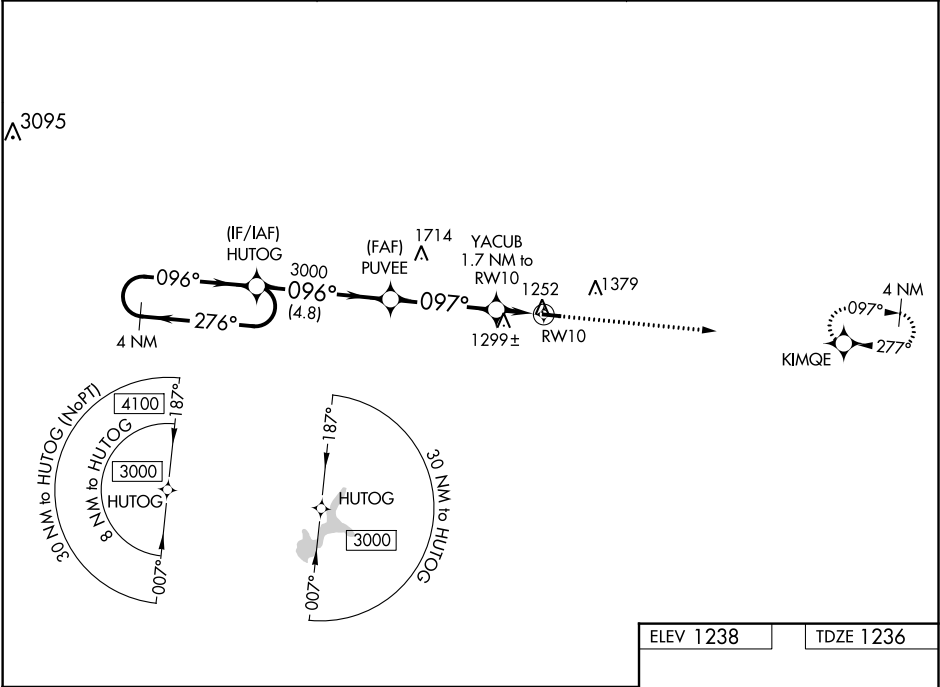 3095
(IF/IAF)
HUTOG
(FAF)
PUVEE
1714
YACUB
1.7 NM to
RW10
096°
3000
096°
(4.8)
097°
1252
1379
276°
4 NM
1299±
RW10
4 NM
097°
277°
KIMQE
30 NM to HUTOG (NoPT)
4100
187°
8 NM to HUTOG
3000
HUTOG
007°
187°
HUTOG
3000
30 NM to HUTOG
007°
ELEV 1238
TDZE 1236